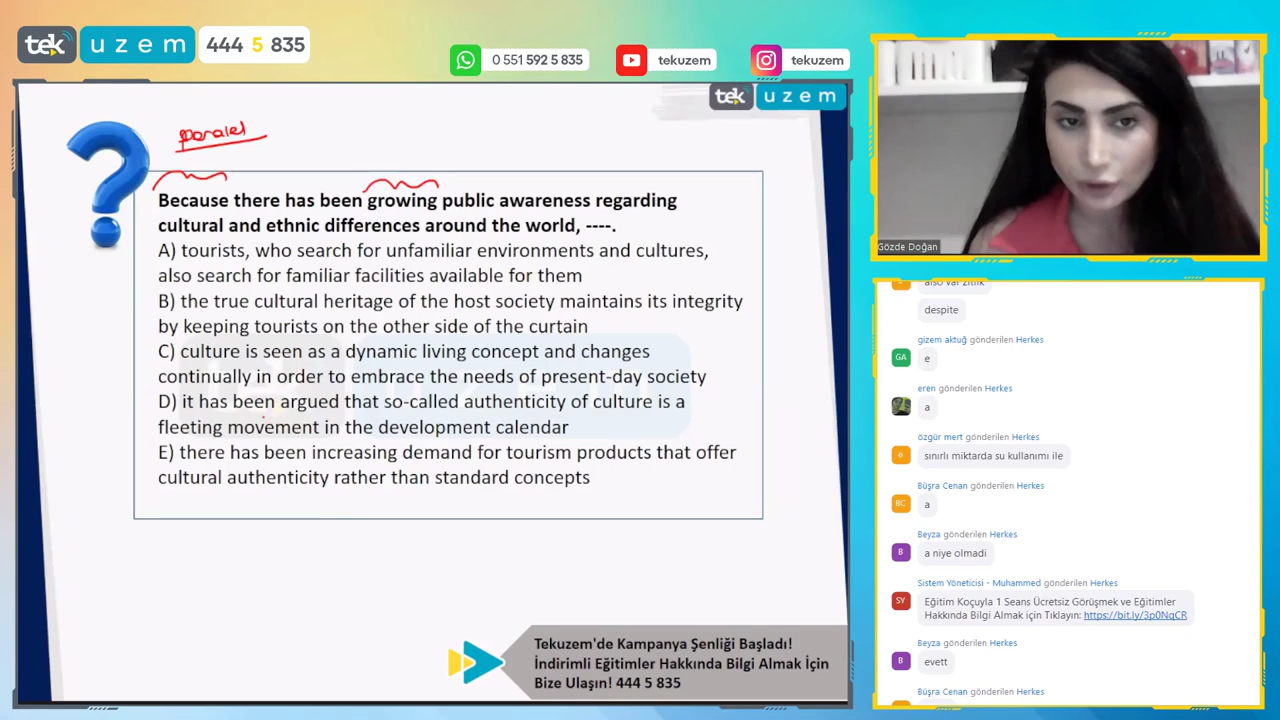 tek uzem 444 5 835
0 551 592 5 835
tekuzem
tekuzem
tek uzem
paralel
Because there has been growing public awareness regarding
cultural and ethnic differences around the world, ----.
A) tourists, who search for unfamiliar environments and cultures,
also search for familiar facilities available for them
B) the true cultural heritage of the host society maintains its integrity
by keeping tourists on the other side of the curtain
C) culture is seen as a dynamic living concept and changes
continually in order to embrace the needs of present-day society
D) it has been argued that so-called authenticity of culture is a
fleeting movement in the development calendar
E) there has been increasing demand for tourism products that offer
cultural authenticity rather than standard concepts
Tekuzem'de Kampanya Şenliği Başladı!
İndirimli Eğitimler Hakkında Bilgi Almak İçin
Bize Ulaşın! 444 5 835
Gözde Doğan
also var zıtlık
despite
gizem aktuğ gönderilen Herkes
GA
e
eren gönderilen Herkes
a
özgür mert gönderilen Herkes
ö
sınırlı miktarda su kullanımı ile
Büşra Cenan gönderilen Herkes
BC
a
Beyza gönderilen Herkes
B
a niye olmadi
Sistem Yöneticisi - Muhammed gönderilen Herkes
SY
Eğitim Koçuyla 1 Seans Ücretsiz Görüşmek ve Eğitimler
Hakkında Bilgi Almak için Tıklayın: https://bit.ly/3p0NqCR
Beyza gönderilen Herkes
B
evett
Büşra Cenan gönderilen Herkes